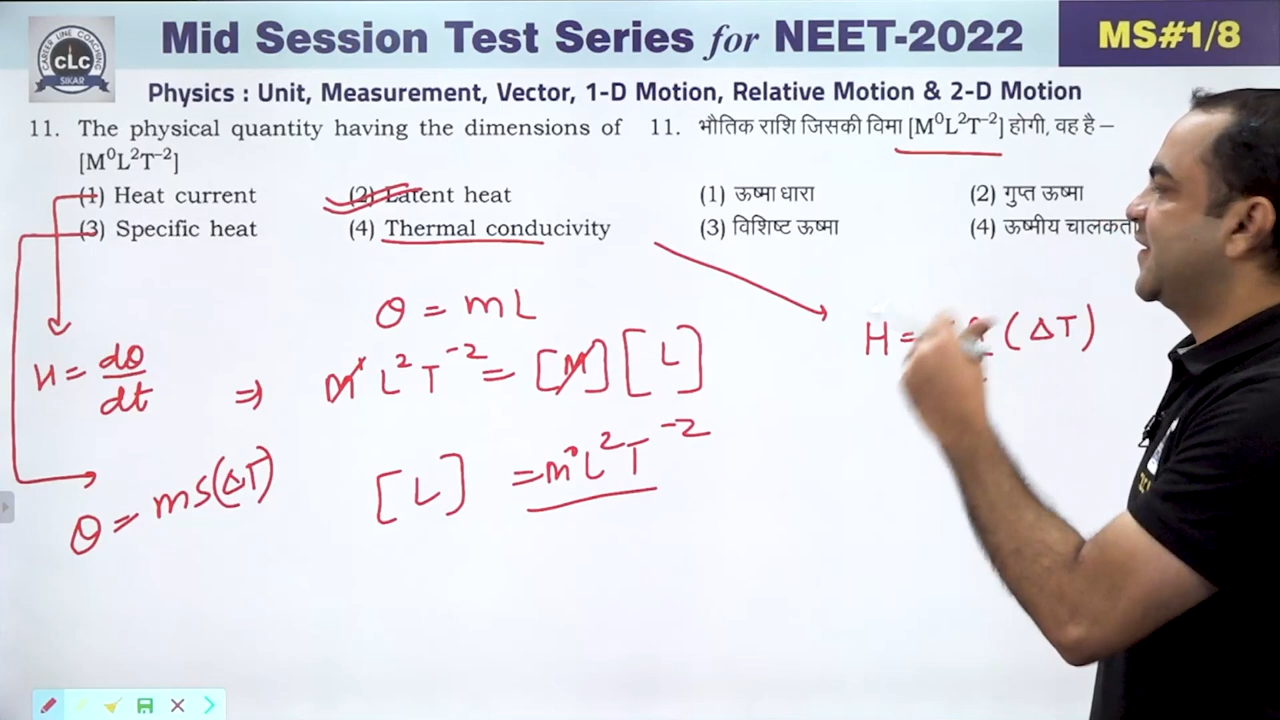 CAREER LINE COACHING
CLC
SIKAR
Mid Session Test Series for NEET-2022
MS#1/8
Physics : Unit, Measurement, Vector, 1-D Motion, Relative Motion & 2-D Motion
11. The physical quantity having the dimensions of
[M⁰L²T⁻²]
(1) Heat current (2) Latent heat
(3) Specific heat (4) Thermal conducivity
11. भौतिक राशि जिसकी विमा [M⁰L²T⁻²] होगी, वह है –
(1) ऊष्मा धारा (2) गुप्त ऊष्मा
(3) विशिष्ट ऊष्मा (4) ऊष्मीय चालकता
Q = mL
H = dQ/dt
⇒ M¹ L² T⁻² = [M] [L]
[L] = M⁰L²T⁻²
Q = ms(ΔT)
H = (ΔT)